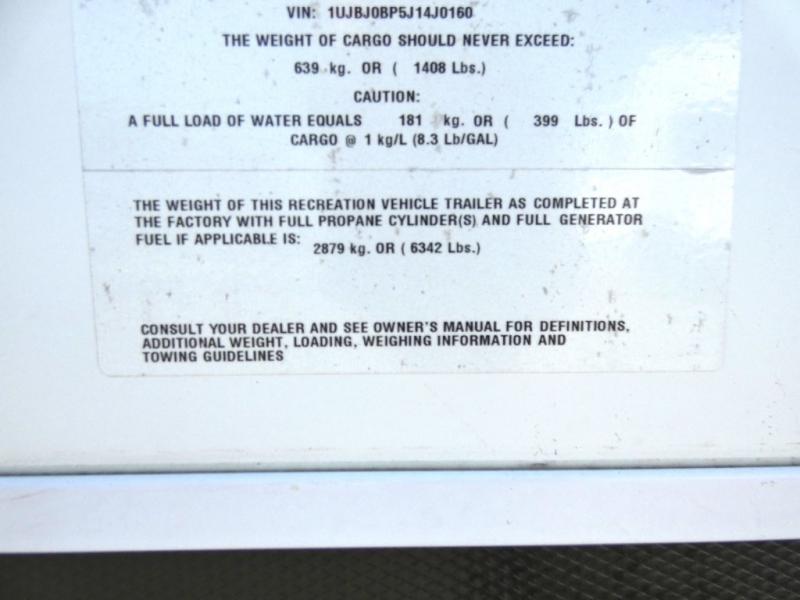 VIN: 1UJBJ0BP5J14J0160
THE WEIGHT OF CARGO SHOULD NEVER EXCEED:
639 kg. OR ( 1408 Lbs.)
CAUTION:
A FULL LOAD OF WATER EQUALS 181 kg. OR ( 399 Lbs. ) OF
CARGO @ 1 kg/L (8.3 Lb/GAL)
THE WEIGHT OF THIS RECREATION VEHICLE TRAILER AS COMPLETED AT
THE FACTORY WITH FULL PROPANE CYLINDER(S) AND FULL GENERATOR
FUEL IF APPLICABLE IS: 2879 kg. OR ( 6342 Lbs.)
CONSULT YOUR DEALER AND SEE OWNER'S MANUAL FOR DEFINITIONS,
ADDITIONAL WEIGHT, LOADING, WEIGHING INFORMATION AND
TOWING GUIDELINES